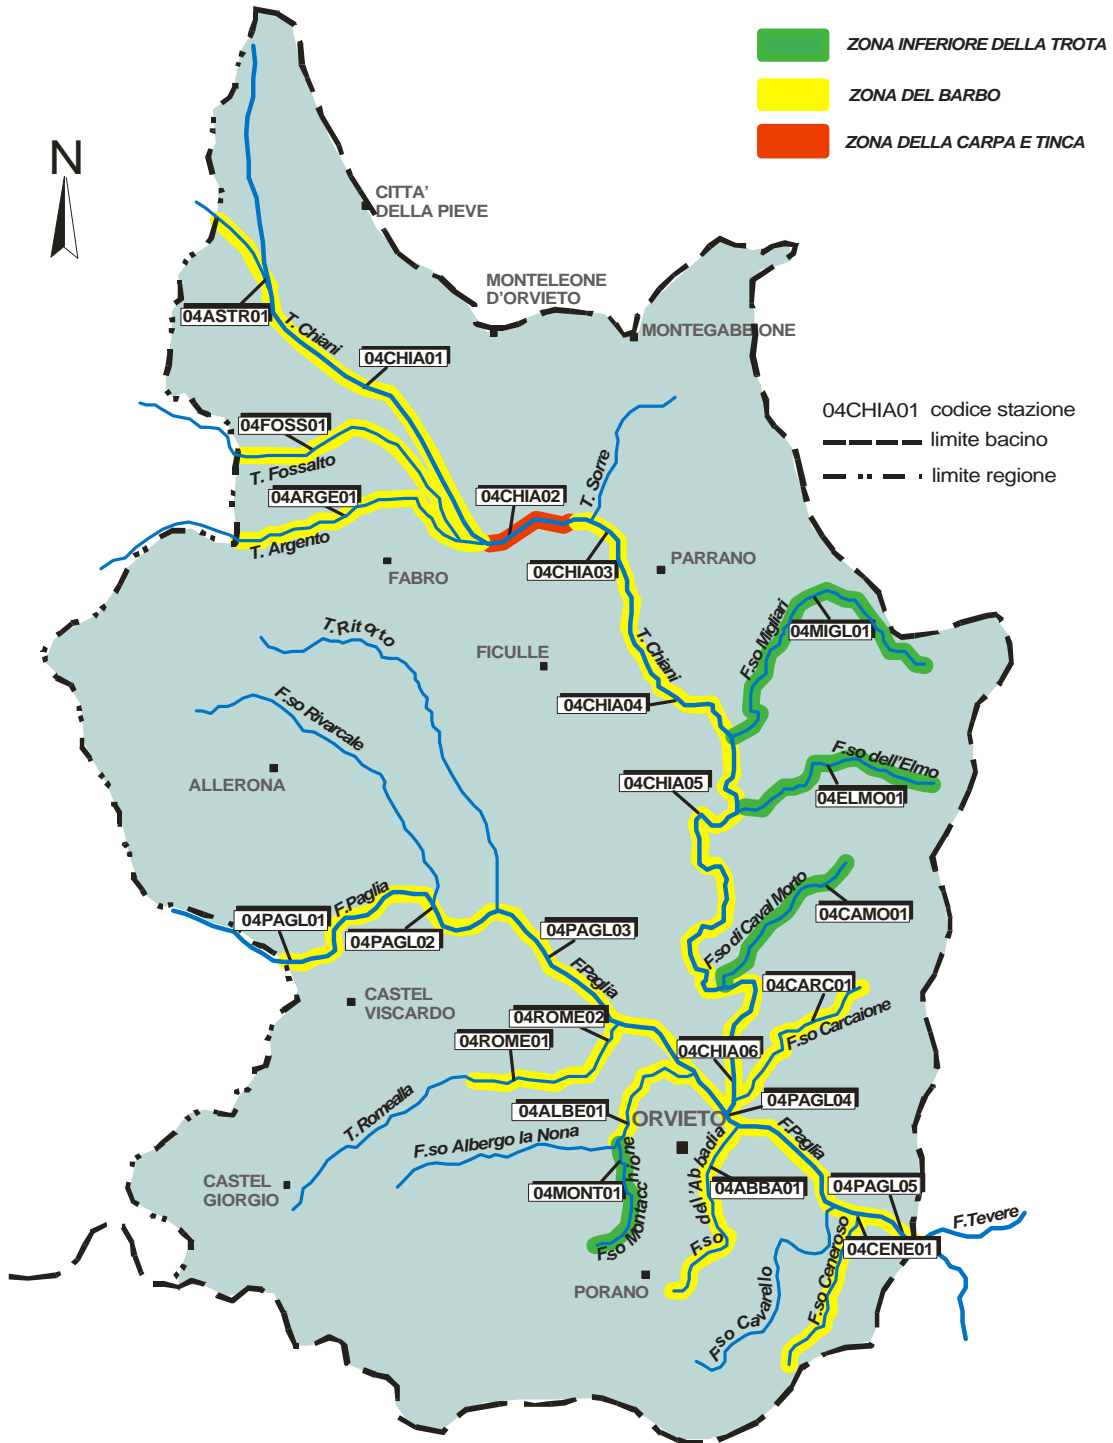 ZONA INFERIORE DELLA TROTA
ZONA DEL BARBO
ZONA DELLA CARPA E TINCA
N
CITTA'
DELLA PIEVE
MONTELEONE
D'ORVIETO
MONTEGABBIONE
04ASTR01
T. Chiani
04CHIA01
04CHIA01 codice stazione
limite bacino
limite regione
04FOSS01
T. Fossalto
04ARGE01
T. Argento
04CHIA02
T. Sorre
FABRO
04CHIA03
PARRANO
T.Ritorto
FICULLE
T. Chiani
F.so Migliari
04MIGL01
F.so Rivarcale
04CHIA04
ALLERONA
04CHIA05
F.so dell'Elmo
04ELMO01
F.Paglia
04PAGL01
04PAGL02
04PAGL03
F.so di Caval Morto
04CAMO01
F.Paglia
CASTEL
VISCARDO
04CARC01
F.so Carcaione
04ROME02
04ROME01
04CHIA06
T. Romealla
04ALBE01
ORVIETO
04PAGL04
F.so Albergo la Nona
F.Paglia
CASTEL
GIORGIO
04MONT01
F.so Montacchione
F.so dell'Abbadia
04ABBA01
04PAGL05
F.Tevere
04CENE01
PORANO
F.so Cavarello
F.so Ceneroso